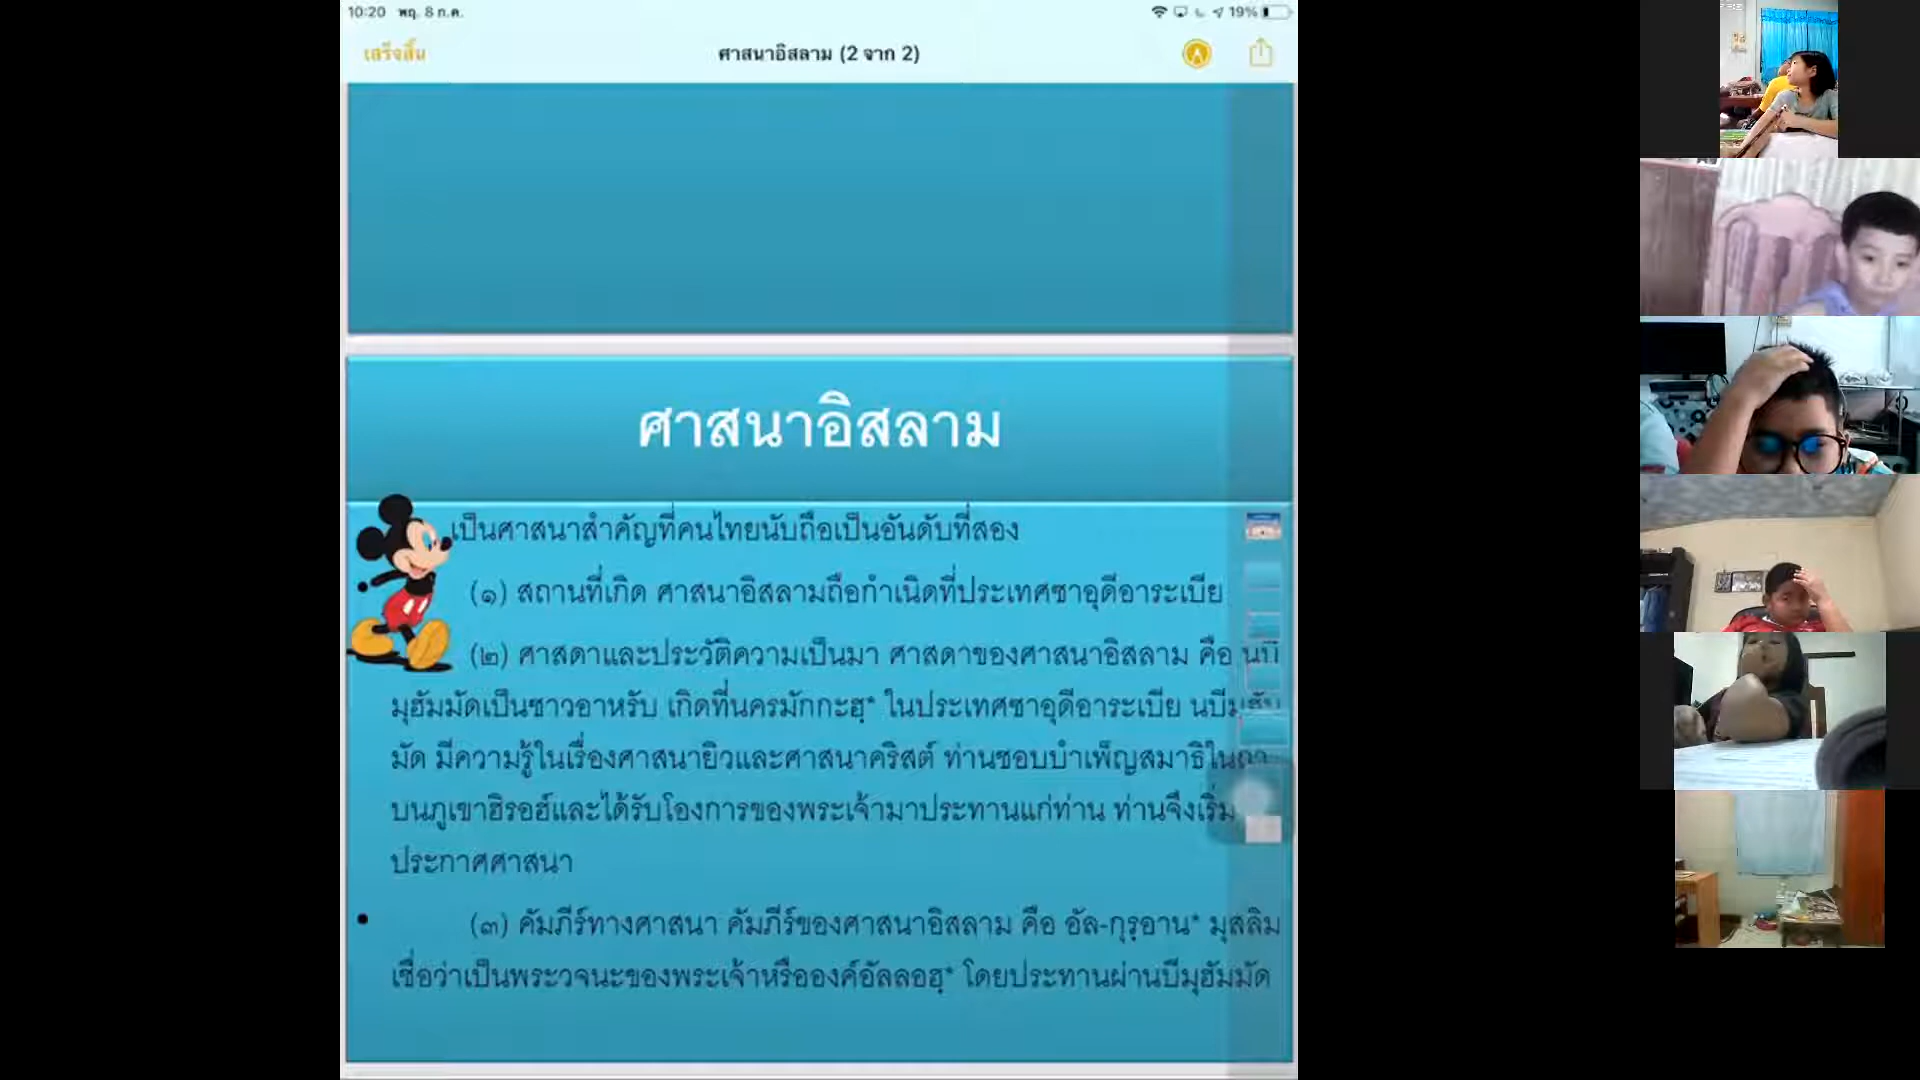 10:20 พฤ. 8 ก.ค.
19%
เสร็จสิ้น
ศาสนาอิสลาม (2 จาก 2)
ศาสนาอิสลาม
เป็นศาสนาสำคัญที่คนไทยนับถือเป็นอันดับที่สอง
(๑) สถานที่เกิด ศาสนาอิสลามถือกำเนิดที่ประเทศซาอุดีอาระเบีย
(๒) ศาสดาและประวัติความเป็นมา ศาสดาของศาสนาอิสลาม คือ นบี
มุฮัมมัดเป็นชาวอาหรับ เกิดที่นครมักกะฮฺ* ในประเทศซาอุดีอาระเบีย นบีมุฮัม
มัด มีความรู้ในเรื่องศาสนายิวและศาสนาคริสต์ ท่านชอบบำเพ็ญสมาธิในถ้ำ
บนภูเขาฮิรอฮ์และได้รับโองการของพระเจ้ามาประทานแก่ท่าน ท่านจึงเริ่ม
ประกาศศาสนา
(๓) คัมภีร์ทางศาสนา คัมภีร์ของศาสนาอิสลาม คือ อัล-กุรฺอาน* มุสลิม
เชื่อว่าเป็นพระวจนะของพระเจ้าหรือองค์อัลลอฮฺ* โดยประทานผ่านบีมุฮัมมัด